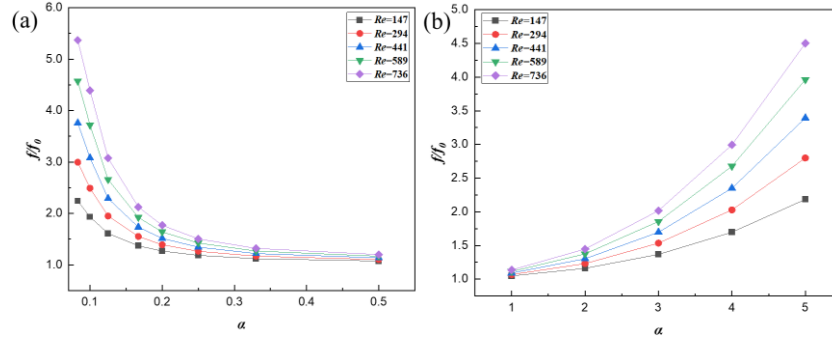 (a)
Re=147
Re=294
Re=441
Re=589
Re=736
6.0
5.0
4.0
3.0
2.0
1.0
f/f0
0.1 0.2 0.3 0.4 0.5
α
(b)
Re=147
Re=294
Re=441
Re=589
Re=736
5.0
4.5
4.0
3.5
3.0
2.5
2.0
1.5
1.0
f/f0
1 2 3 4 5
α